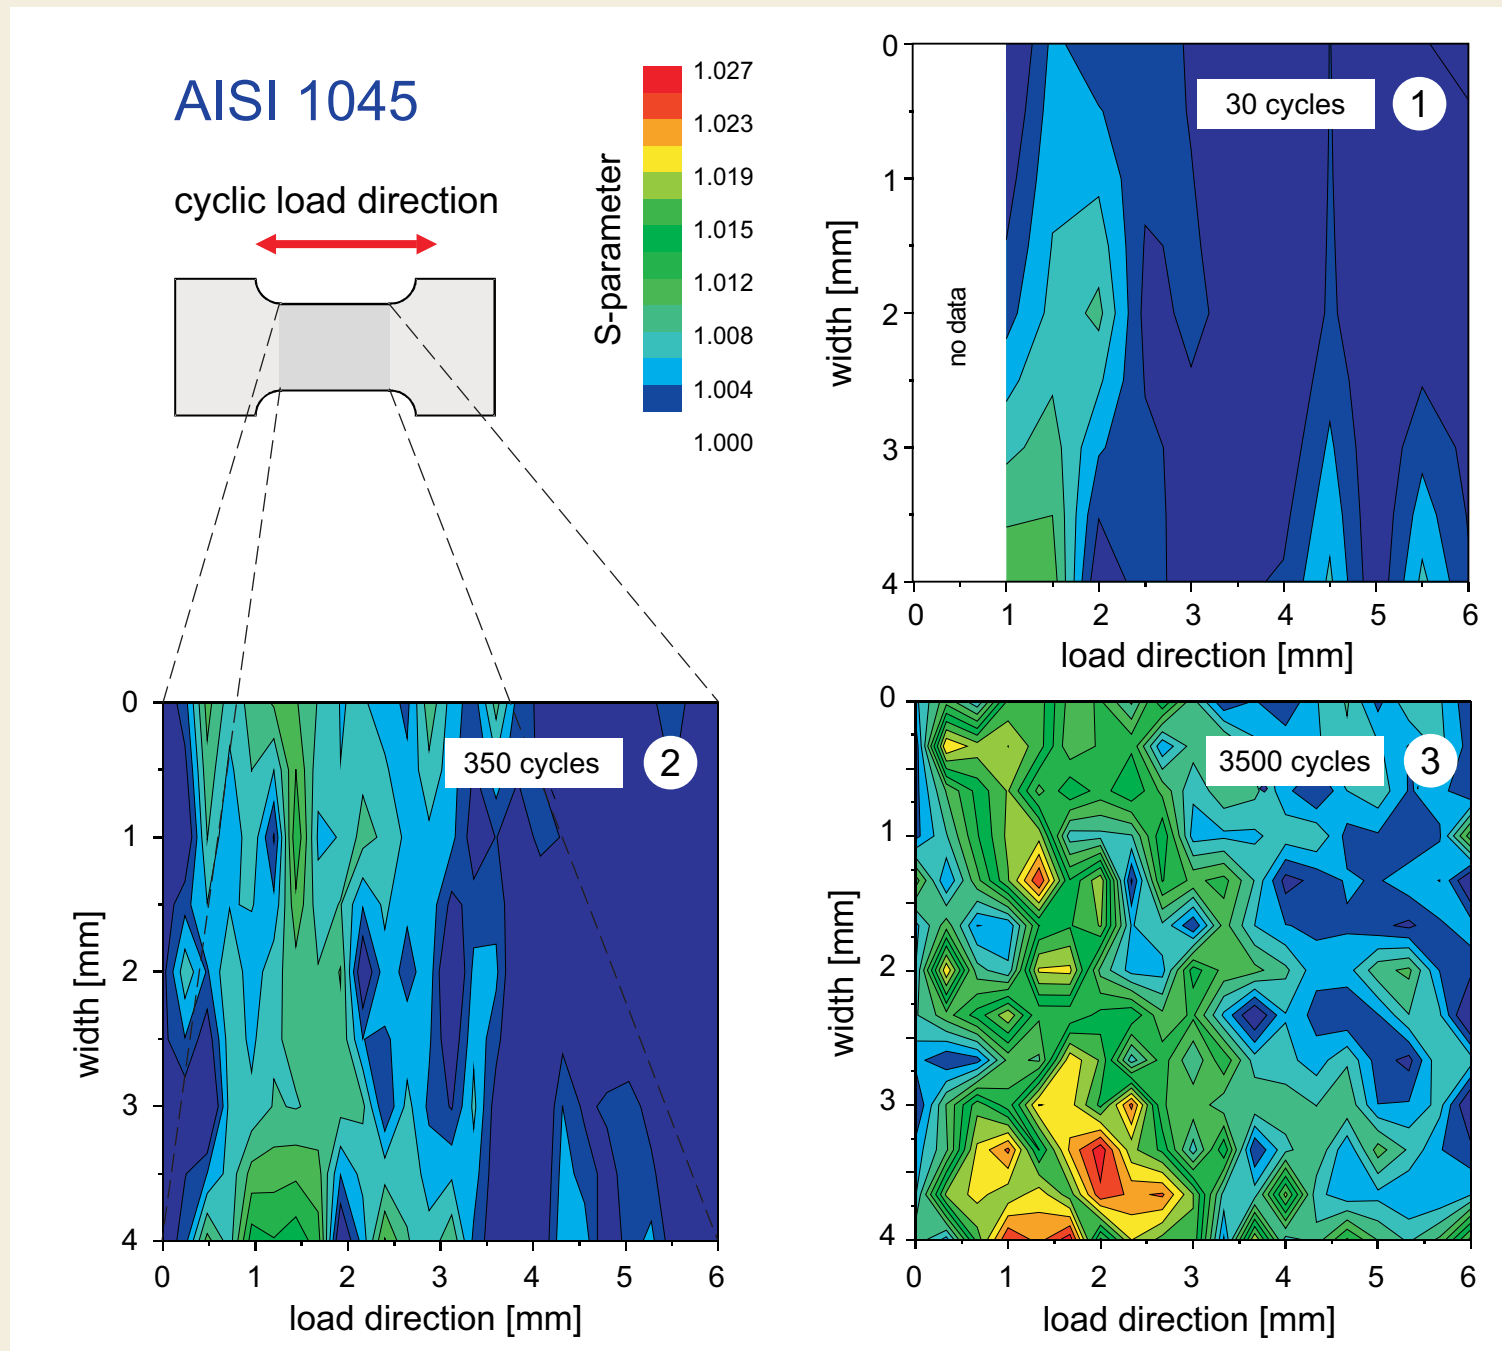 AISI 1045
cyclic load direction
S-parameter
1.027
1.023
1.019
1.015
1.012
1.008
1.004
1.000
30 cycles
1
no data
width [mm]
0
1
2
3
4
0 1 2 3 4 5 6
load direction [mm]
350 cycles
2
width [mm]
0
1
2
3
4
0 1 2 3 4 5 6
load direction [mm]
3500 cycles
3
width [mm]
0
1
2
3
4
0 1 2 3 4 5 6
load direction [mm]